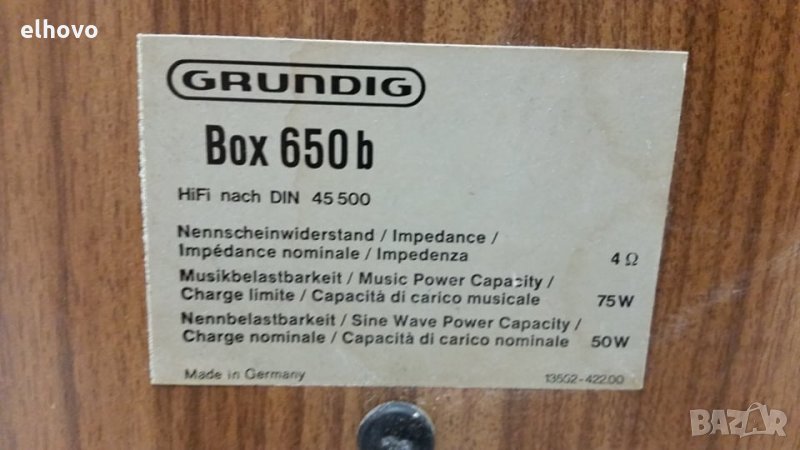 elhovo
GRUNDIG
Box 650 b
HiFi nach DIN 45 500
Nennscheinwiderstand / Impedance /
Impédance nominale / Impedenza 4 Ω
Musikbelastbarkeit / Music Power Capacity /
Charge limite / Capacità di carico musicale 75 W
Nennbelastbarkeit / Sine Wave Power Capacity /
Charge nominale / Capacità di carico nominale 50 W
Made in Germany 13502-422.00
BAZAR